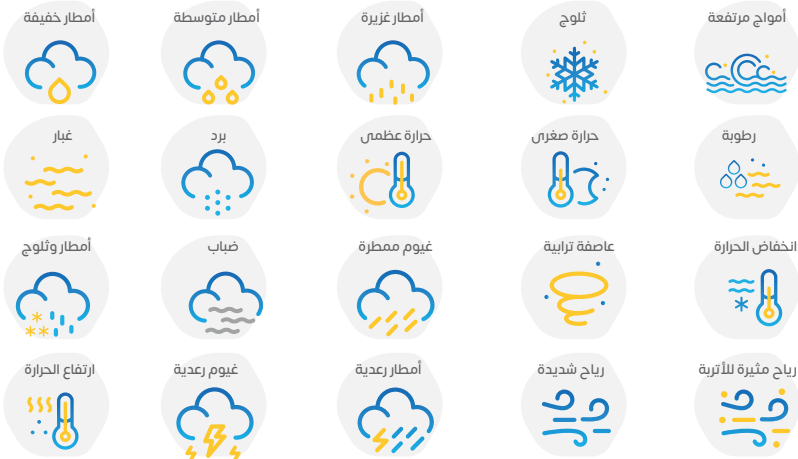 أمواج مرتفعة
ثلوج
أمطار غزيرة
أمطار متوسطة
أمطار خفيفة
رطوبة
حرارة صغرى
حرارة عظمى
برد
غبار
انخفاض الحرارة
عاصفة ترابية
غيوم ممطرة
ضباب
أمطار وثلوج
رياح مثيرة للأتربة
رياح شديدة
أمطار رعدية
غيوم رعدية
ارتفاع الحرارة